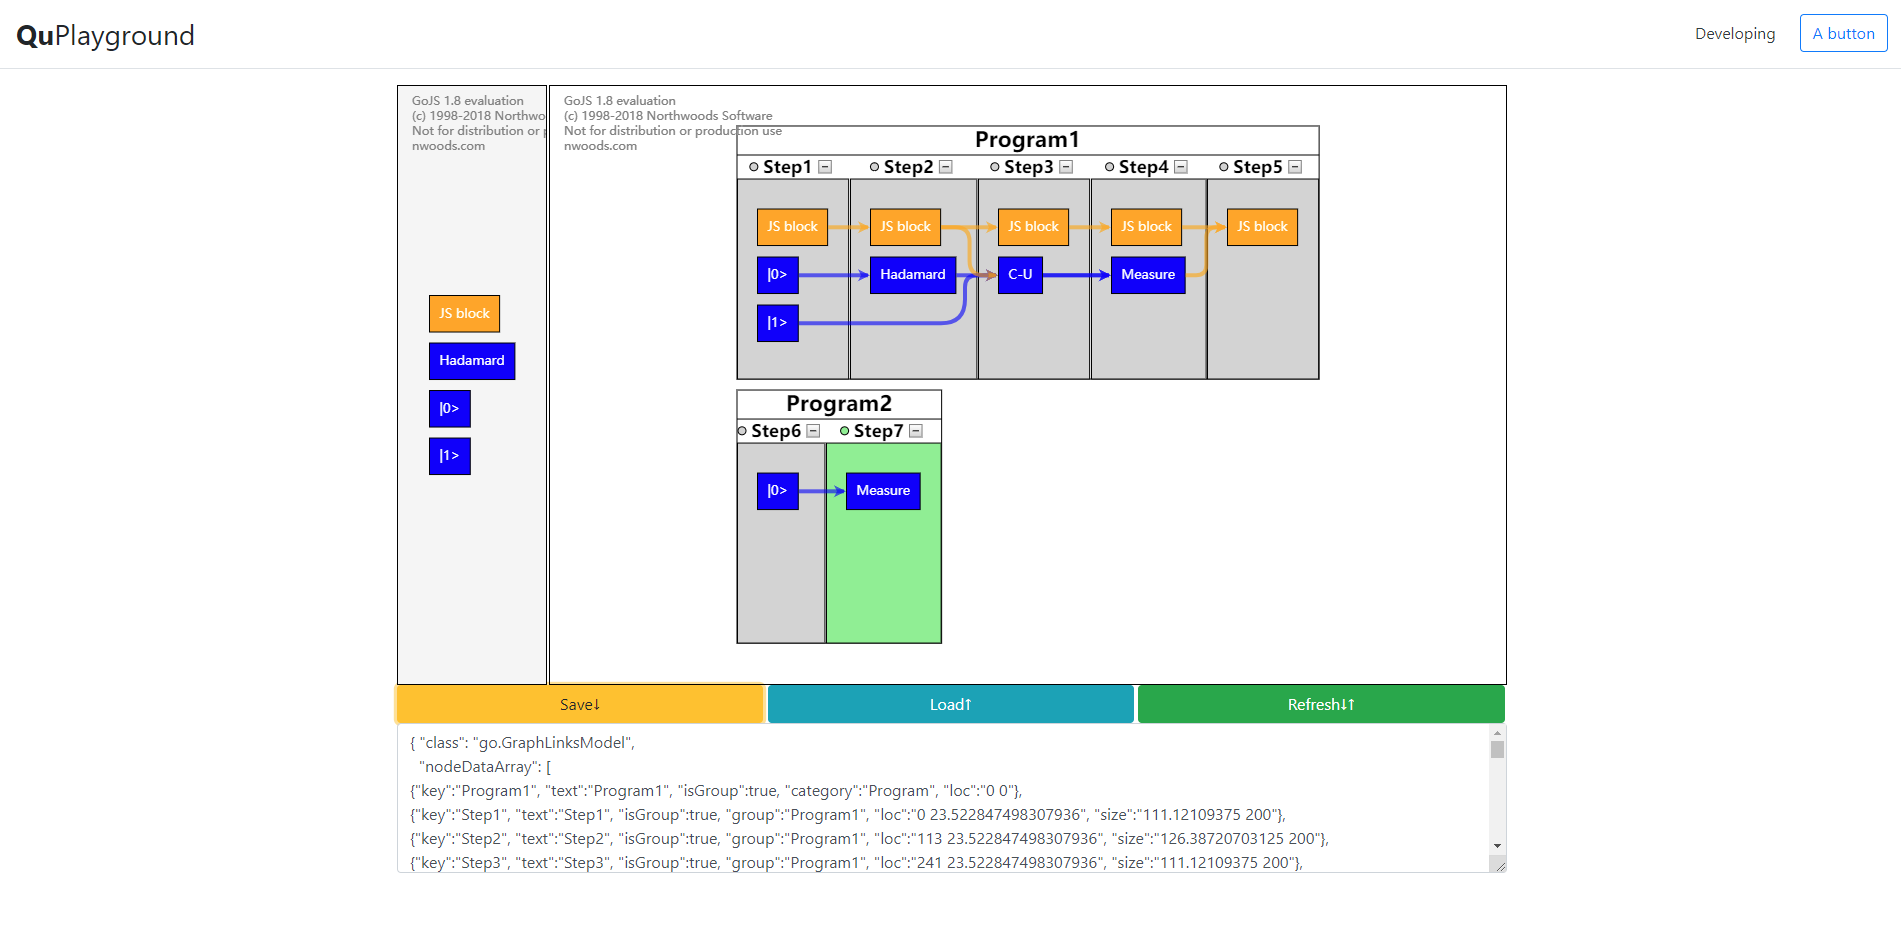 QuPlayground
Developing
A button
GoJS 1.8 evaluation
(c) 1998-2018 Northwo
Not for distribution or p
nwoods.com
JS block
Hadamard
|0>
|1>
GoJS 1.8 evaluation
(c) 1998-2018 Northwoods Software
Not for distribution or production use
nwoods.com
Program1
Step1 Step2 Step3 Step4 Step5
JS block JS block JS block JS block JS block
|0> Hadamard C-U Measure
|1>
Program2
Step6 Step7
|0> Measure
Save↓ Load↑ Refresh↓↑
{ "class": "go.GraphLinksModel",
"nodeDataArray": [
{"key":"Program1", "text":"Program1", "isGroup":true, "category":"Program", "loc":"0 0"},
{"key":"Step1", "text":"Step1", "isGroup":true, "group":"Program1", "loc":"0 23.522847498307936", "size":"111.12109375 200"},
{"key":"Step2", "text":"Step2", "isGroup":true, "group":"Program1", "loc":"113 23.522847498307936", "size":"126.38720703125 200"},
{"key":"Step3", "text":"Step3", "isGroup":true, "group":"Program1", "loc":"241 23.522847498307936", "size":"111.12109375 200"},